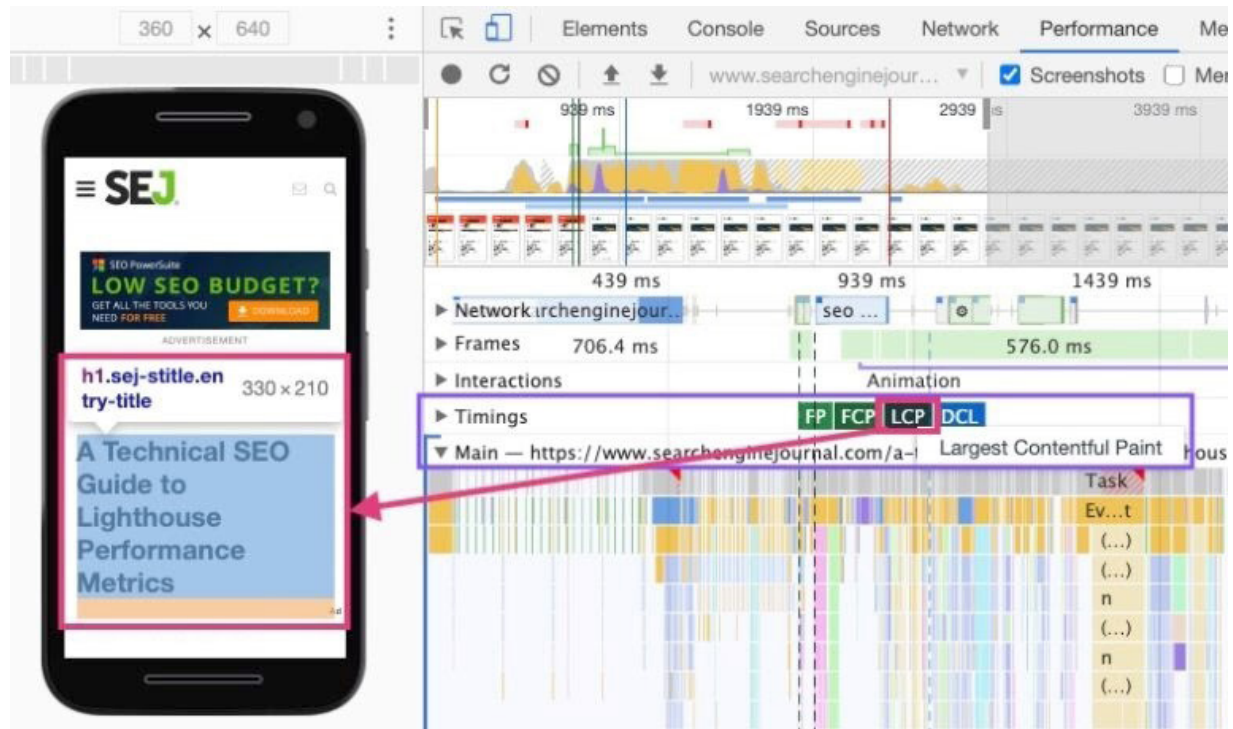 360 × 640
Elements Console Sources Network Performance Me
www.searchenginejour... Screenshots Mer
939 ms 1939 ms 2939 ms 3939 ms
SEJ
SEO PowerSuite
LOW SEO BUDGET?
GET ALL THE TOOLS YOU
NEED FOR FREE
DOWNLOAD
ADVERTISEMENT
h1.sej-stitle.en
try-title
330 × 210
A Technical SEO
Guide to
Lighthouse
Performance
Metrics
Ad
439 ms 939 ms 1439 ms
Network rchenginejour... seo ...
Frames 706.4 ms 576.0 ms
Interactions Animation
Timings FP FCP LCP DCL
Largest Contentful Paint
Main — https://www.searchenginejournal.com/a-t hous
Task
Ev...t
(...)
(...)
n
(...)
n
(...)